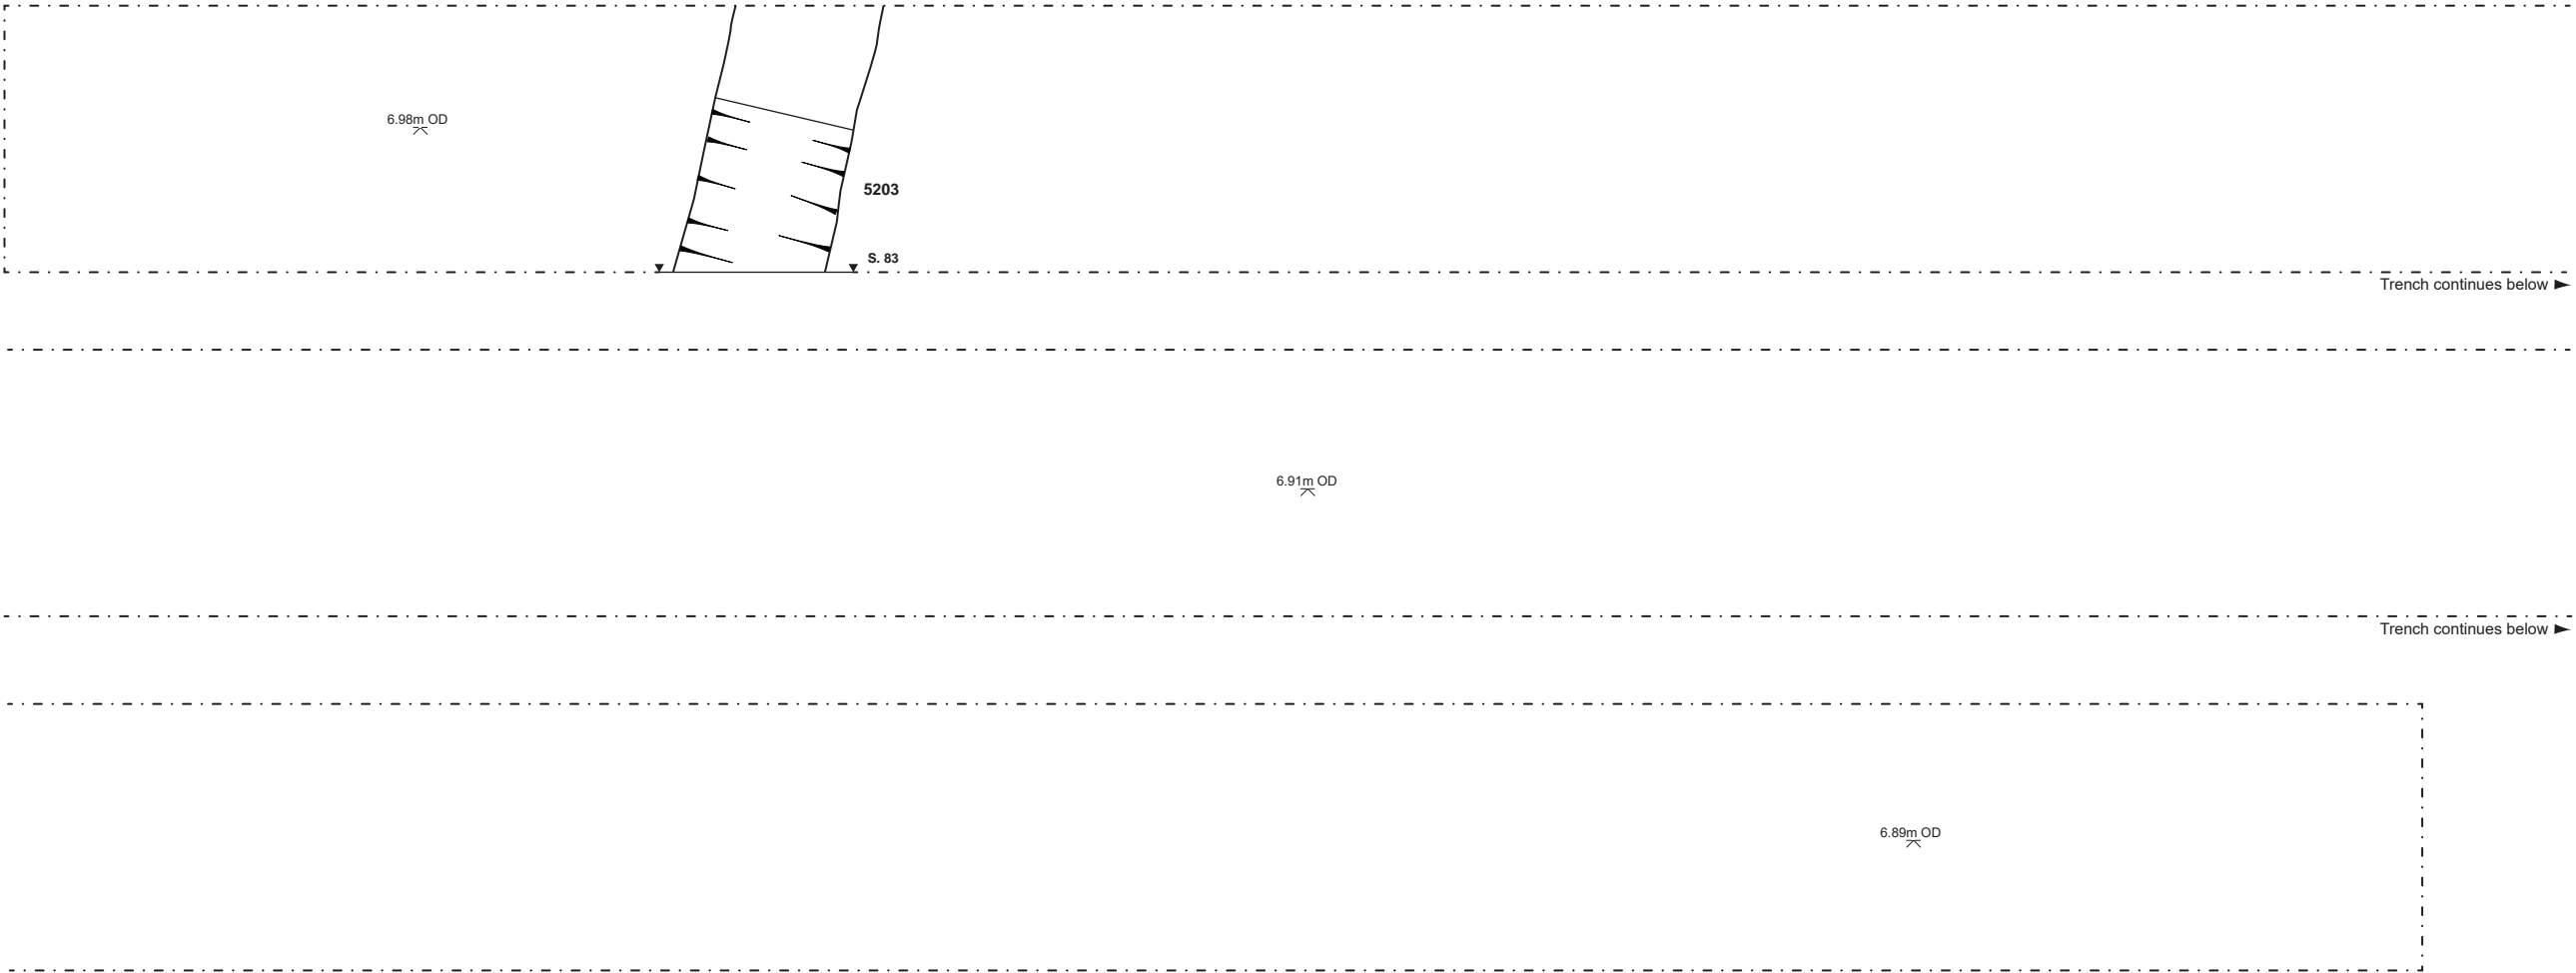 6.98m OD
5203
S. 83
Trench continues below
6.91m OD
Trench continues below
6.89m OD